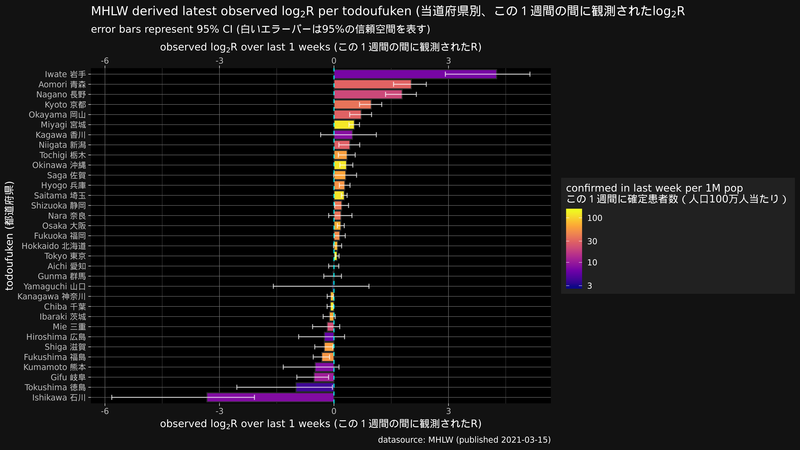 MHLW derived latest observed log₂R per todoufuken (当道府県別、この１週間の間に観測されたlog₂R
error bars represent 95% CI (白いエラーバーは95%の信頼空間を表す)
observed log₂R over last 1 weeks (この１週間の間に観測されたR)
-6 -3 0 3
Iwate 岩手
Aomori 青森
Nagano 長野
Kyoto 京都
Okayama 岡山
Miyagi 宮城
Kagawa 香川
Niigata 新潟
Tochigi 栃木
Okinawa 沖縄
Saga 佐賀
Hyogo 兵庫
Saitama 埼玉
Shizuoka 静岡
Nara 奈良
Osaka 大阪
Fukuoka 福岡
Hokkaido 北海道
Tokyo 東京
Aichi 愛知
Gunma 群馬
Yamaguchi 山口
Kanagawa 神奈川
Chiba 千葉
Ibaraki 茨城
Mie 三重
Hiroshima 広島
Shiga 滋賀
Fukushima 福島
Kumamoto 熊本
Gifu 岐阜
Tokushima 徳島
Ishikawa 石川
todoufuken (都道府県)
-6 -3 0 3
observed log₂R over last 1 weeks (この１週間の間に観測されたR)
datasource: MHLW (published 2021-03-15)
confirmed in last week per 1M pop
この１週間に確定患者数（人口100万人当たり）
100
30
10
3